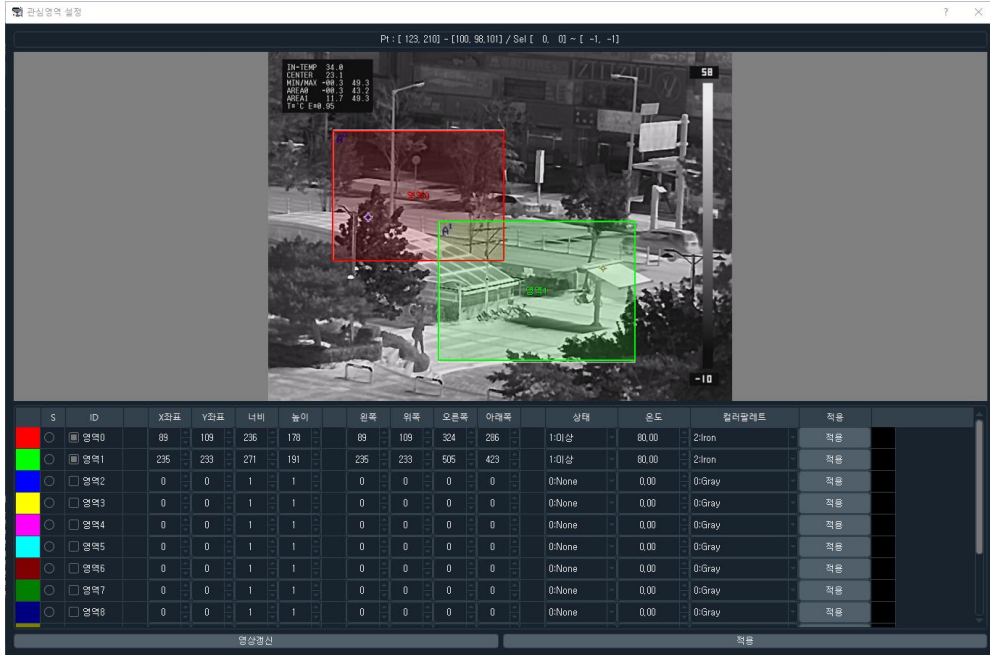 관심영역 설정
? ×
Pt : [ 123, 210] - [100, 98,101] / Sel [ 0, 0] ~ [ -1, -1]
IN-TEMP 34.0
CENTER 23.1
MIN/MAX -00.3 49.3
AREA0 -00.3 43.2
AREA1 11.7 49.3
T=°C E=0.95
58
영역0
A¹
영역1
-10
S ID X좌표 Y좌표 너비 높이 왼쪽 위쪽 오른쪽 아래쪽 상태 온도 컬러팔레트 적용
영역0 89 109 236 178 89 109 324 286 1:이상 80,00 2:Iron 적용
영역1 235 233 271 191 235 233 505 423 1:이상 80,00 2:Iron 적용
영역2 0 0 1 1 0 0 0 0 0:None 0,00 0:Gray 적용
영역3 0 0 1 1 0 0 0 0 0:None 0,00 0:Gray 적용
영역4 0 0 1 1 0 0 0 0 0:None 0,00 0:Gray 적용
영역5 0 0 1 1 0 0 0 0 0:None 0,00 0:Gray 적용
영역6 0 0 1 1 0 0 0 0 0:None 0,00 0:Gray 적용
영역7 0 0 1 1 0 0 0 0 0:None 0,00 0:Gray 적용
영역8 0 0 1 1 0 0 0 0 0:None 0,00 0:Gray 적용
영상갱신 적용